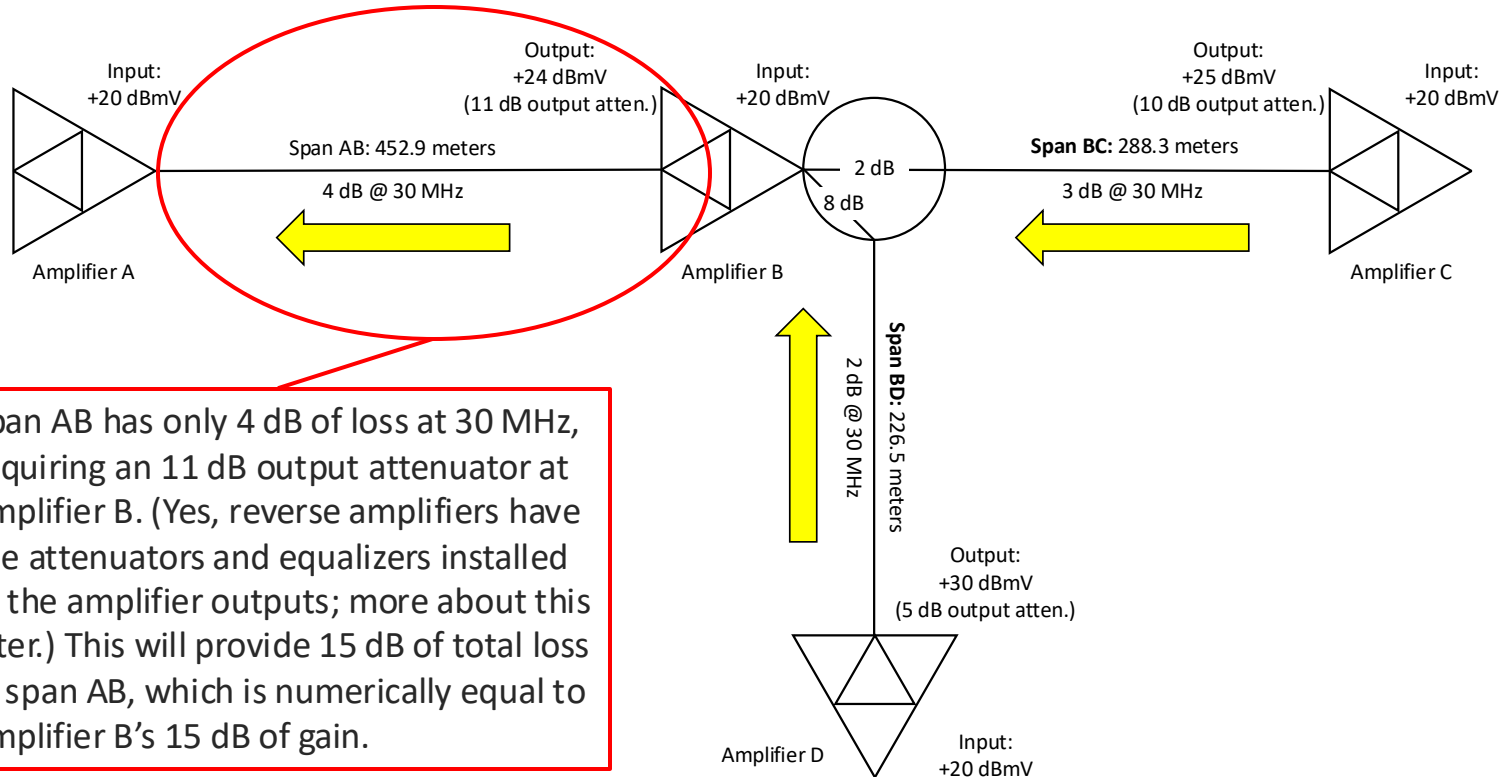 Input:
+20 dBmV
Output:
+24 dBmV
(11 dB output atten.)
Input:
+20 dBmV
Output:
+25 dBmV
(10 dB output atten.)
Input:
+20 dBmV
Span AB: 452.9 meters
4 dB @ 30 MHz
2 dB
8 dB
Span BC: 288.3 meters
3 dB @ 30 MHz
Amplifier A
Amplifier B
Amplifier C
Span BD: 226.5 meters
2 dB @ 30 MHz
pan AB has only 4 dB of loss at 30 MHz,
quiring an 11 dB output attenuator at
mplifier B. (Yes, reverse amplifiers have
e attenuators and equalizers installed
the amplifier outputs; more about this
ter.) This will provide 15 dB of total loss
span AB, which is numerically equal to
mplifier B’s 15 dB of gain.
Output:
+30 dBmV
(5 dB output atten.)
Amplifier D
Input:
+20 dBmV